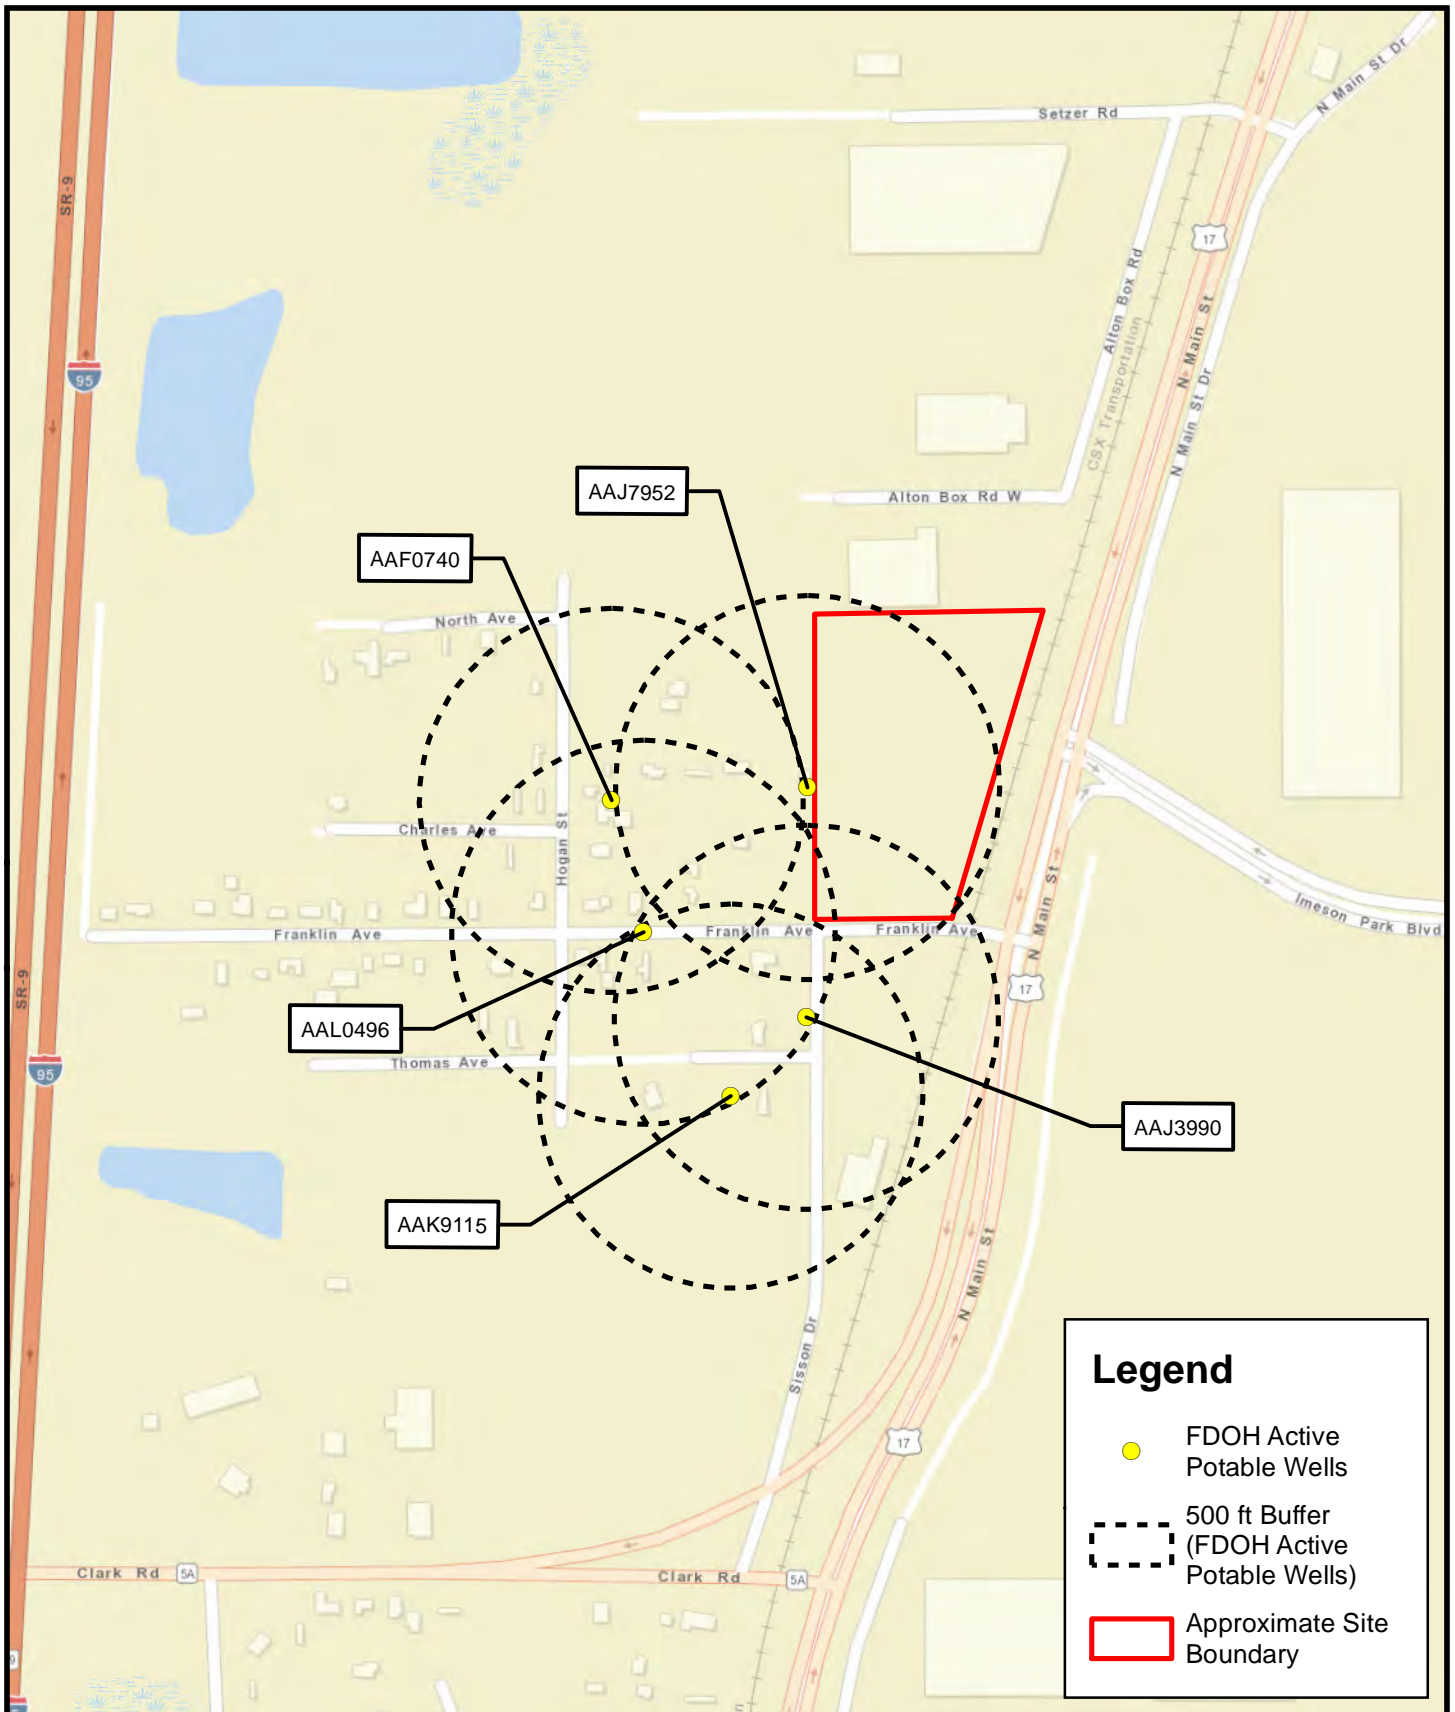 N Main St Dr
Setzer Rd
SR-9
17
Alton Box Rd
N Main St
CSX Transportation
95
N Main St Dr
AAJ7952
Alton Box Rd W
AAF0740
North Ave
Charles Ave
Hogan St
Imeson Park Blvd
Franklin Ave
Franklin Ave
Franklin Ave
N Main St
SR-9
17
AAL0496
Thomas Ave
95
AAJ3990
AAK9115
N Main St
Sisson Dr
17
Clark Rd
5A
Clark Rd
5A
Legend
FDOH Active
Potable Wells
500 ft Buffer
(FDOH Active
Potable Wells)
Approximate Site
Boundary